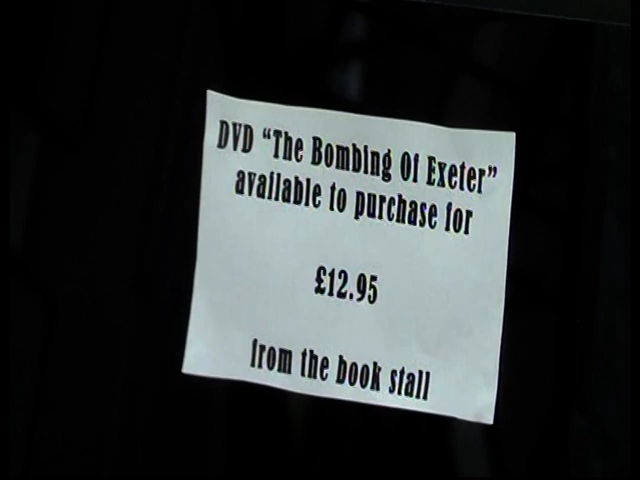 DVD “The Bombing Of Exeter”
available to purchase for
£12.95
from the book stall